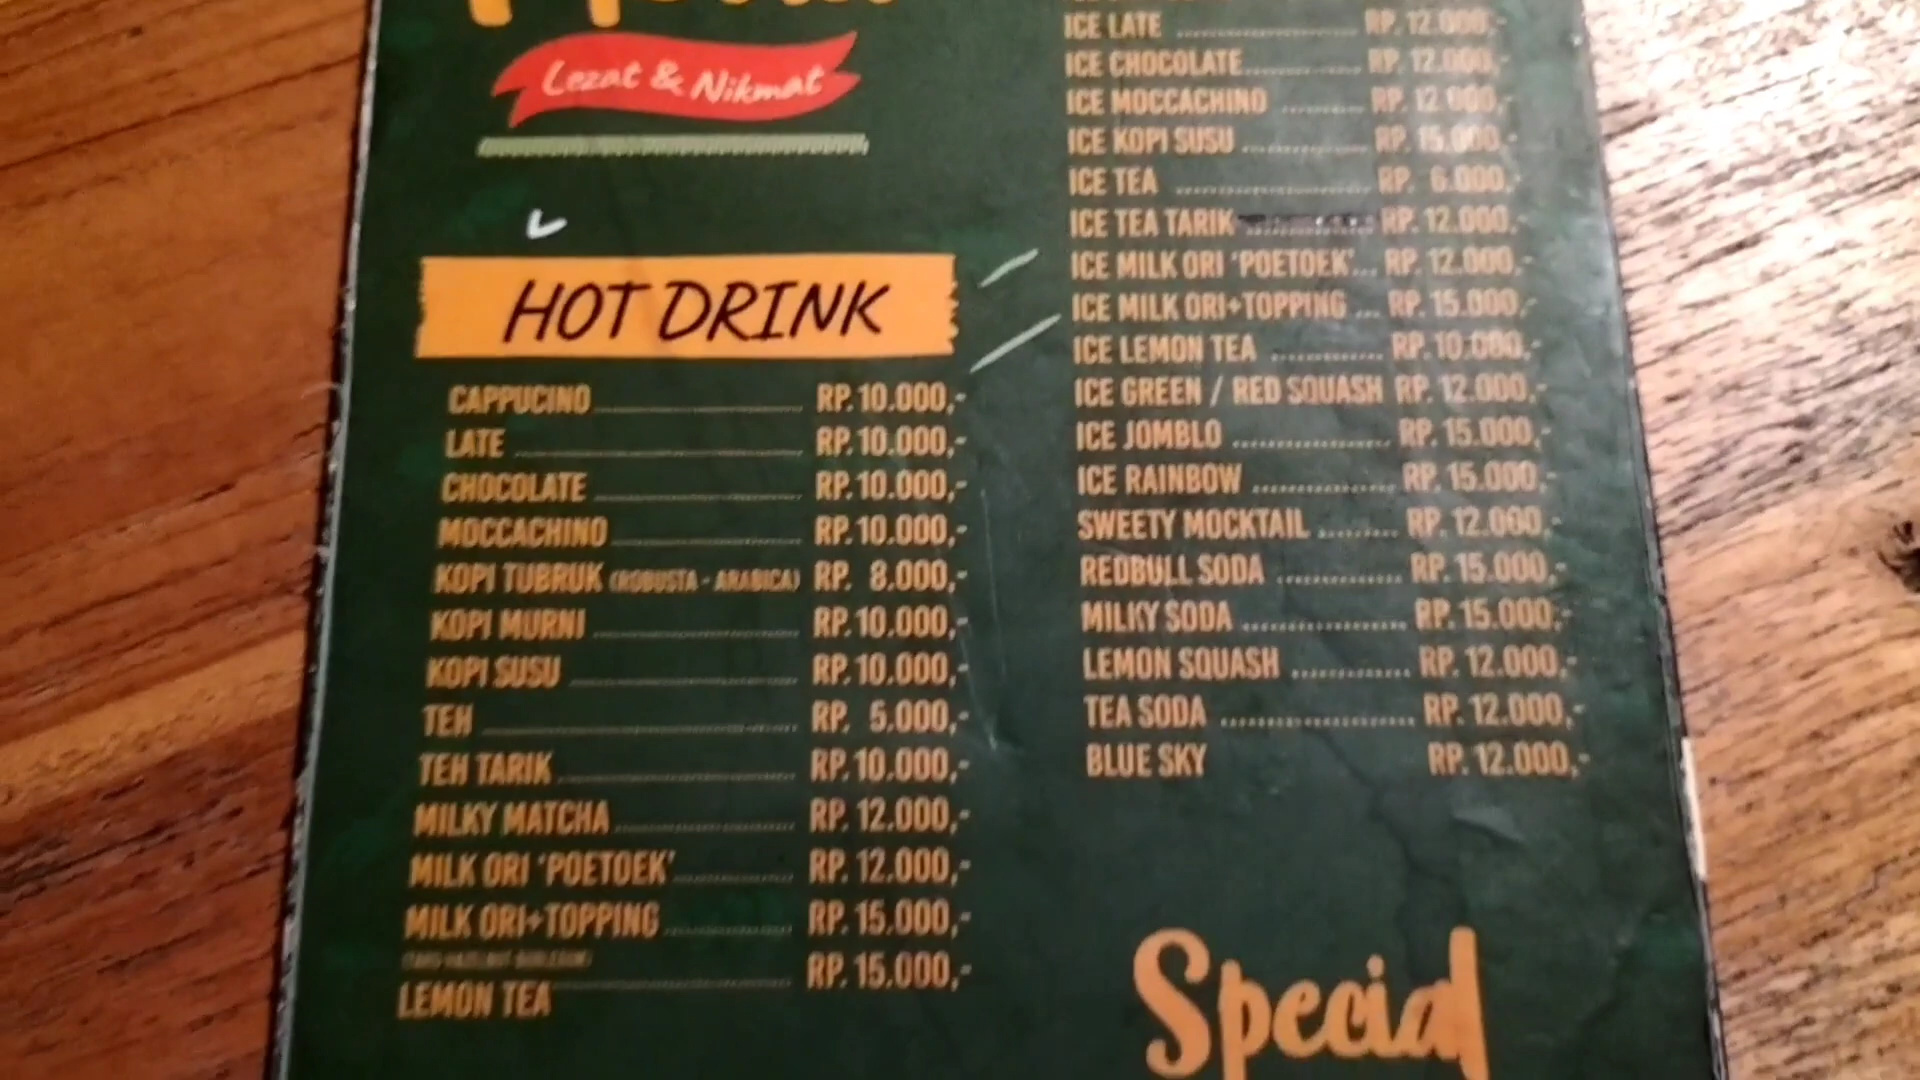 Lezat & Nikmat
HOT DRINK
CAPPUCINO RP. 10.000,-
LATE RP. 10.000,-
CHOCOLATE RP. 10.000,-
MOCCACHINO RP. 10.000,-
KOPI TUBRUK (ROBUSTA - ARABICA) RP. 8.000,-
KOPI MURNI RP. 10.000,-
KOPI SUSU RP. 10.000,-
TEH RP. 5.000,-
TEH TARIK RP. 10.000,-
MILKY MATCHA RP. 12.000,-
MILK ORI 'POETOEK' RP. 12.000,-
MILK ORI+TOPPING RP. 15.000,-
LEMON TEA RP. 15.000,-
ICE LATE RP. 12.000,-
ICE CHOCOLATE RP. 12.000,-
ICE MOCCACHINO RP. 12.000,-
ICE KOPI SUSU RP. 15.000,-
ICE TEA RP. 6.000,-
ICE TEA TARIK RP. 12.000,-
ICE MILK ORI 'POETOEK'... RP. 12.000,-
ICE MILK ORI+TOPPING ... RP. 15.000,-
ICE LEMON TEA RP. 10.000,-
ICE GREEN / RED SQUASH RP. 12.000,-
ICE JOMBLO RP. 15.000,-
ICE RAINBOW RP. 15.000,-
SWEETY MOCKTAIL RP. 12.000,-
REDBULL SODA RP. 15.000,-
MILKY SODA RP. 15.000,-
LEMON SQUASH RP. 12.000,-
TEA SODA RP. 12.000,-
BLUE SKY RP. 12.000,-
Special